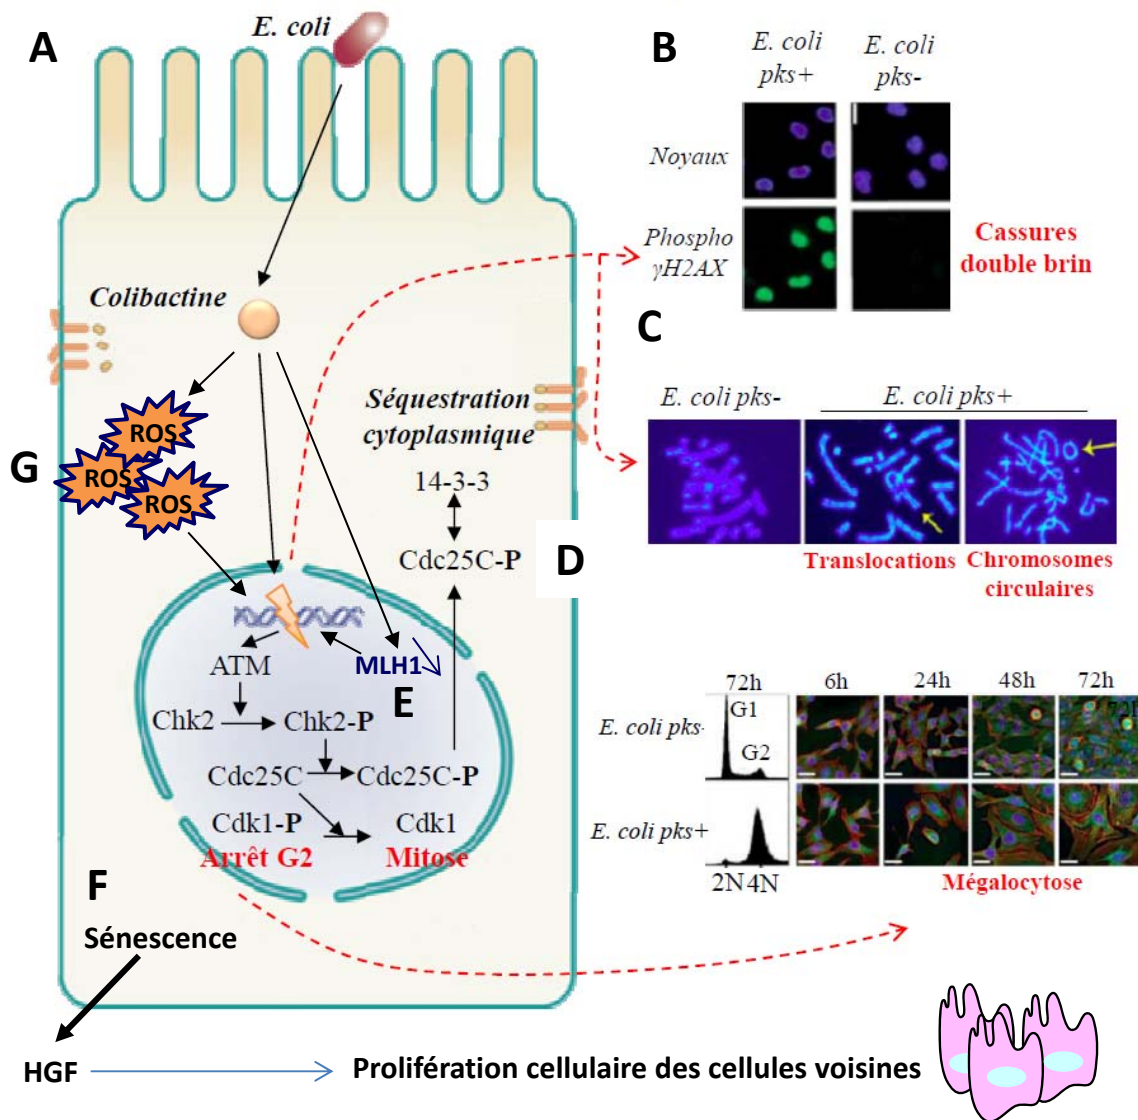 A
E. coli
Colibactine
ROS
ROS
ROS
G
Séquestration
cytoplasmique
14-3-3
Cdc25C-P
ATM
MLH1
E
Chk2
Chk2-P
Cdc25C
Cdc25C-P
Cdk1-P
Cdk1
Arrêt G2
Mitose
F
Sénescence
HGF
Prolifération cellulaire des cellules voisines
B
E. coli
pks+
E. coli
pks-
Noyaux
Phospho
γH2AX
Cassures
double brin
C
E. coli pks-
E. coli pks+
Translocations
Chromosomes
circulaires
D
72h
6h
24h
48h
72h
G1
G2
E. coli pks-
E. coli pks+
2N
4N
Mégalocytose